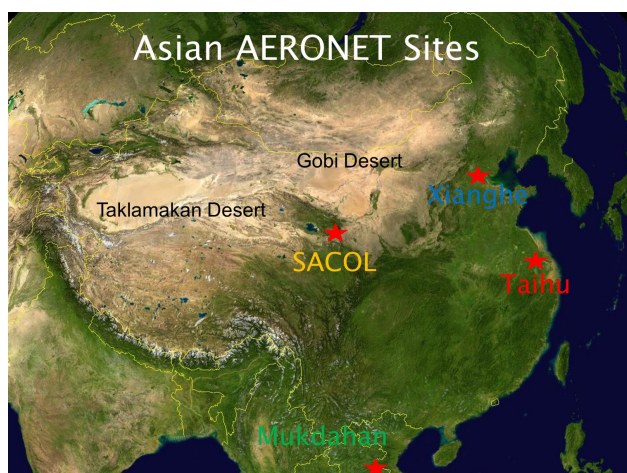 Asian AERONET Sites
Gobi Desert
Xianghe
Taklamakan Desert
SACOL
Taihu
Mukdahan